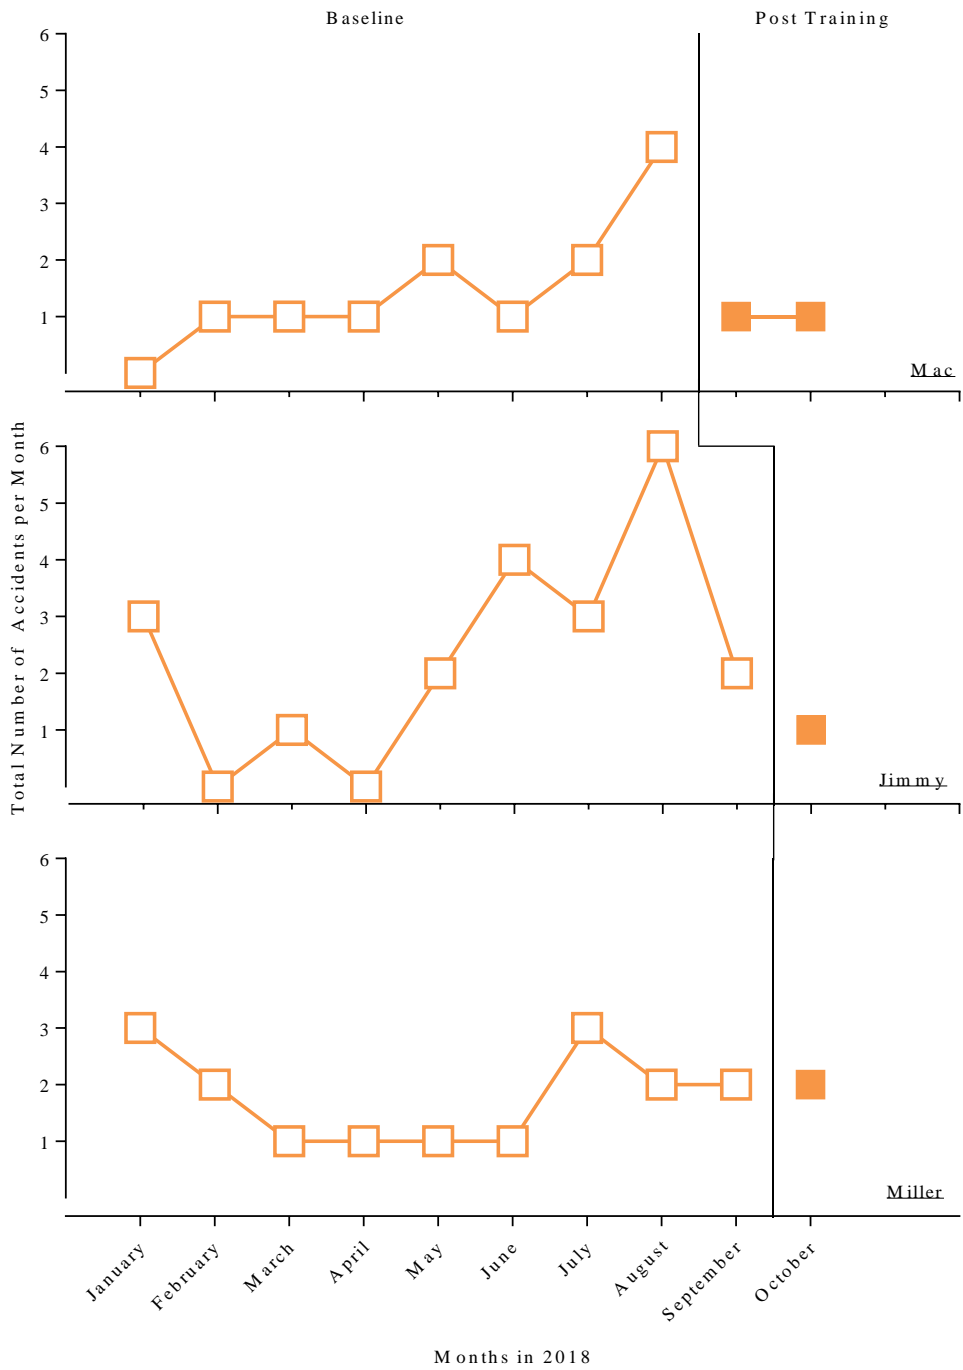 Baseline
Post Training
6
5
4
3
2
1
Mac
Total Number of Accidents per Month
6
5
4
3
2
1
Jimmy
6
5
4
3
2
1
Miller
January
February
March
April
May
June
July
August
September
October
Months in 2018